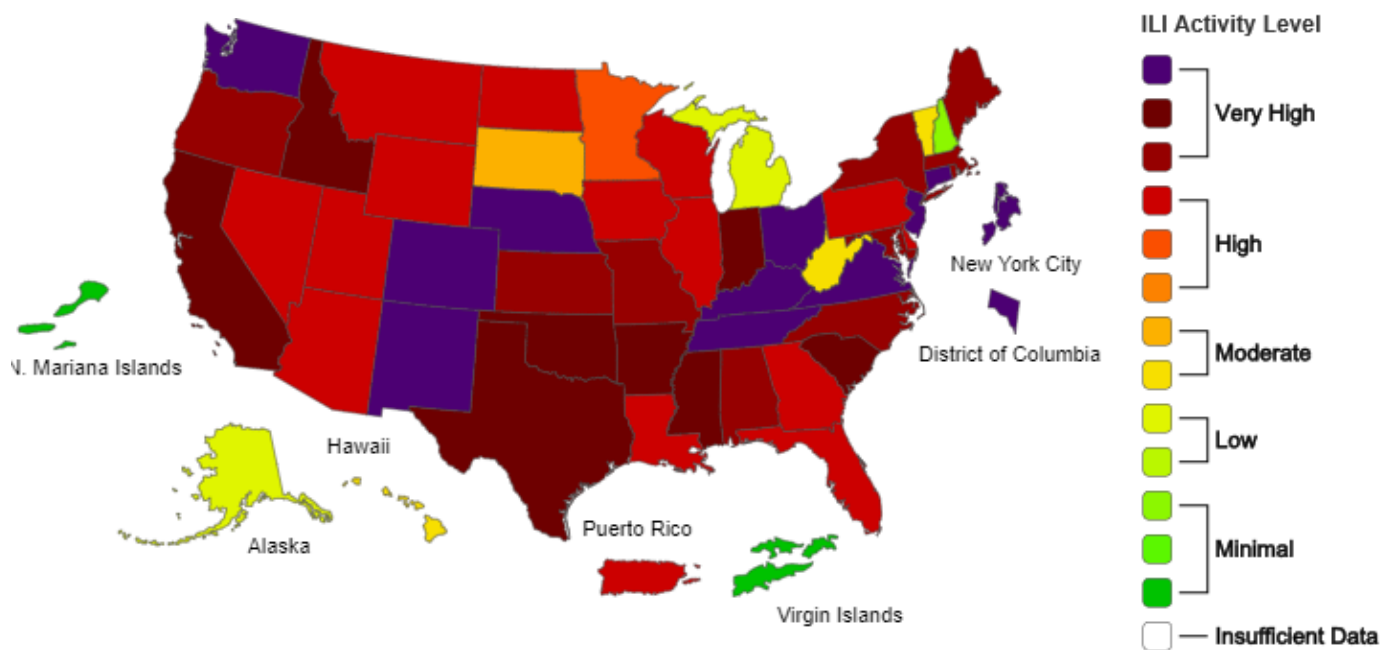 ILI Activity Level
Very High
High
New York City
District of Columbia
Moderate
N. Mariana Islands
Low
Hawaii
Puerto Rico
Alaska
Minimal
Virgin Islands
Insufficient Data